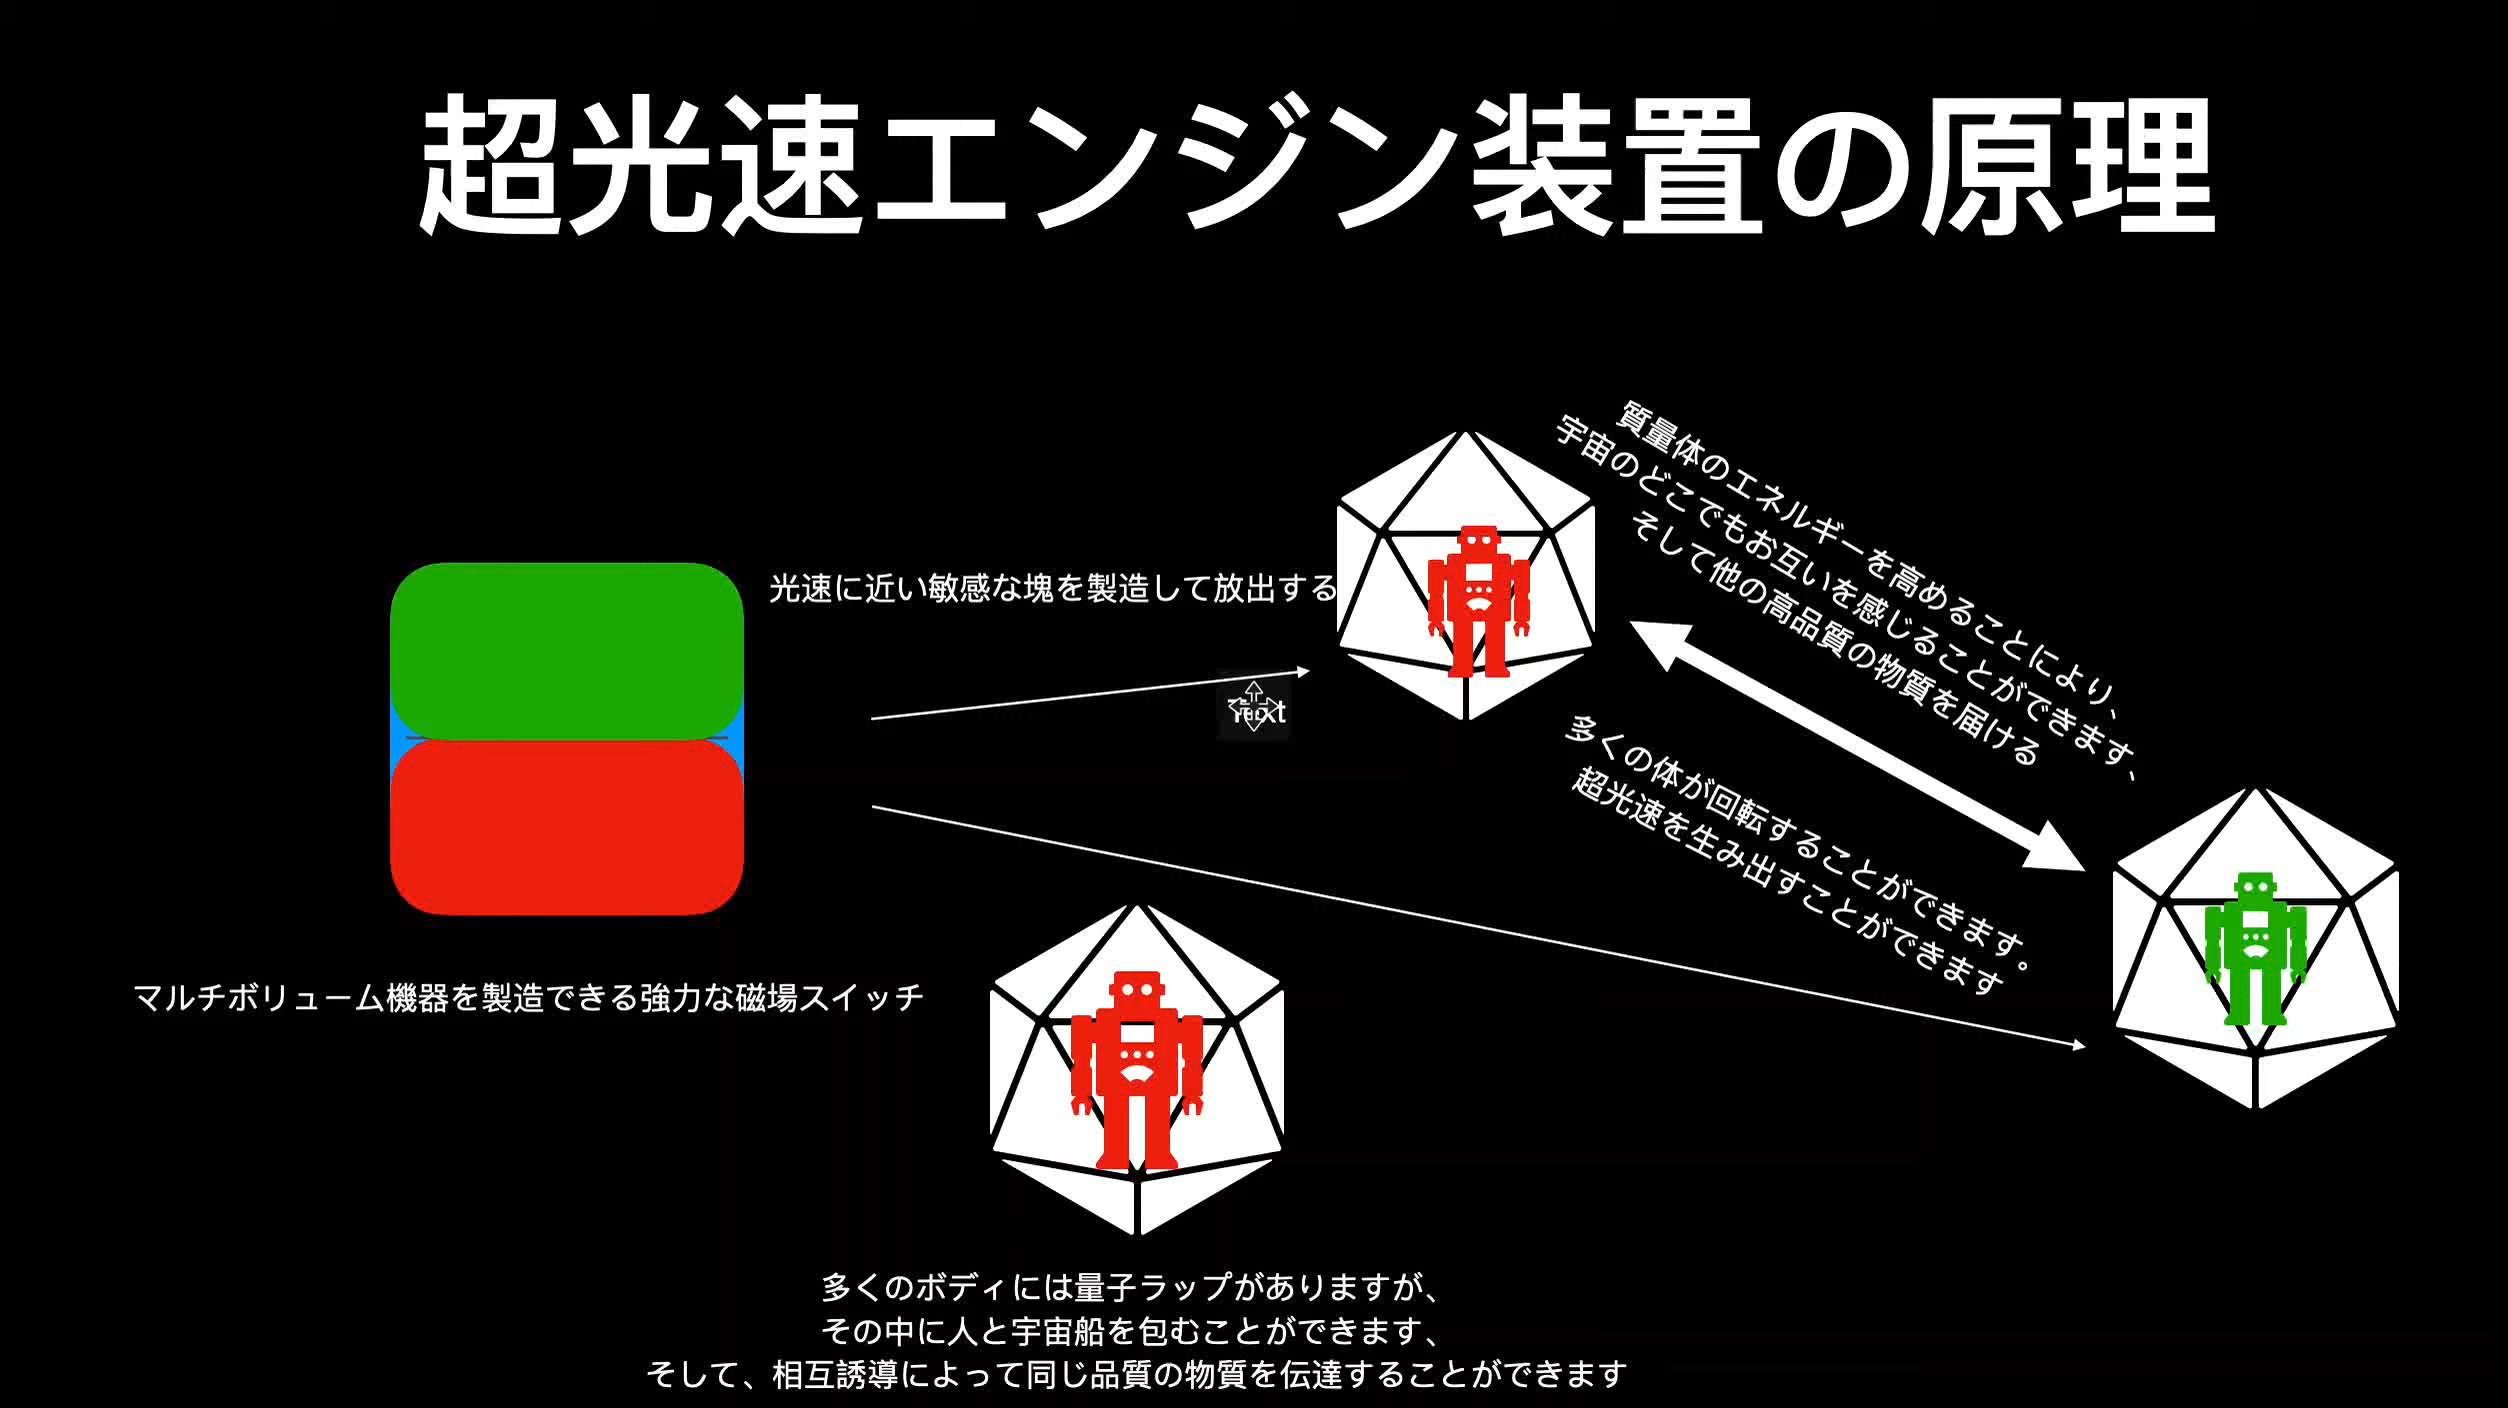 超光速エンジン装置の原理
光速に近い敏感な塊を製造して放出する
質量体のエネルギーを高めることにより、
宇宙のどこでもお互いを感じることができます、
そして他の高品質の物質を届ける
Text
多くの体が回転することができます。
超光速を生み出すことができます
マルチボリューム機器を製造できる強力な磁場スイッチ
多くのボディには量子ラップがありますが、
その中に人と宇宙船を包むことができます、
そして、相互誘導によって同じ品質の物質を伝達することができます